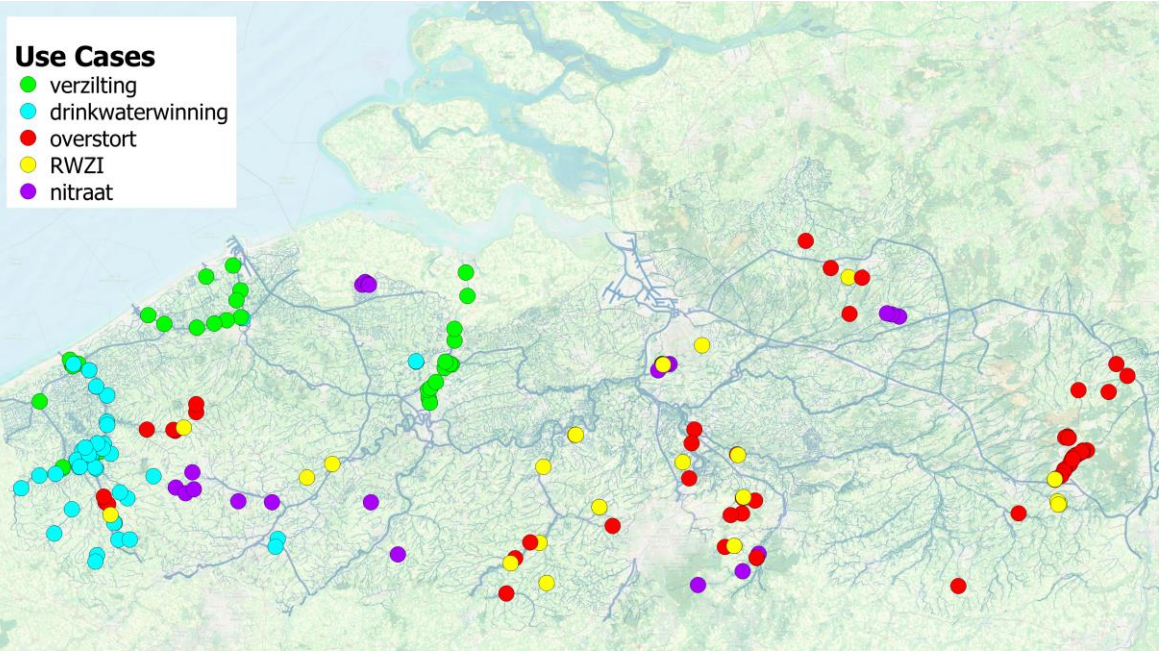 Use Cases
verzilting
drinkwaterwinning
overstort
RWZI
nitraat